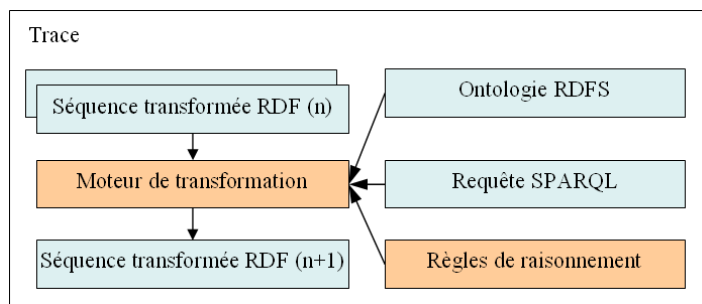 Trace
Séquence transformée RDF (n)
Ontologie RDFS
Moteur de transformation
Requête SPARQL
Séquence transformée RDF (n+1)
Règles de raisonnement